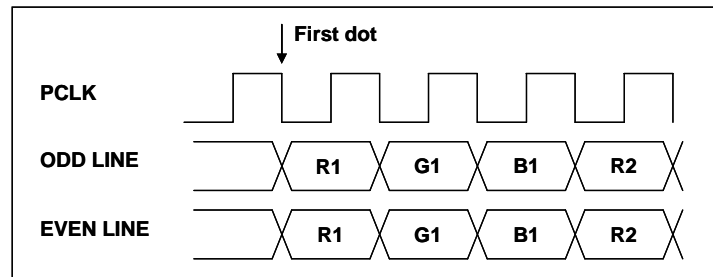 First dot
PCLK
ODD LINE R1 G1 B1 R2
EVEN LINE R1 G1 B1 R2